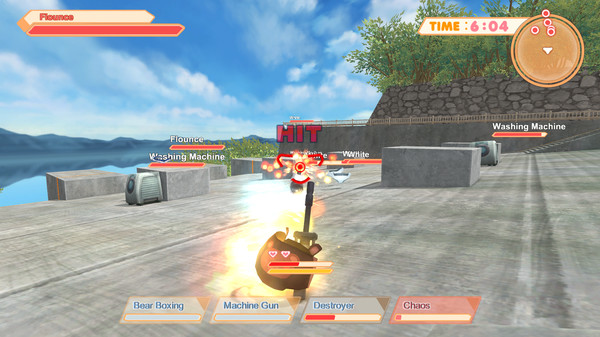 Flounce
TIME : 6:04
Washing Machine
HIT
Flounce
Washing Machine
White
Bear Boxing
Machine Gun
Destroyer
Chaos